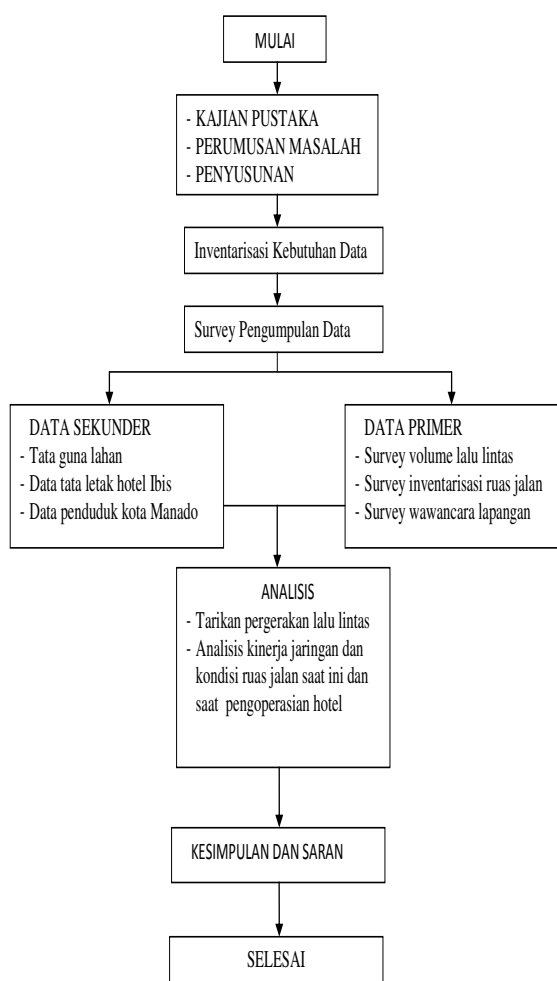 MULAI
- KAJIAN PUSTAKA
- PERUMUSAN MASALAH
- PENYUSUNAN
Inventarisasi Kebutuhan Data
Survey Pengumpulan Data
DATA SEKUNDER
- Tata guna lahan
- Data tata letak hotel Ibis
- Data penduduk kota Manado
DATA PRIMER
- Survey volume lalu lintas
- Survey inventarisasi ruas jalan
- Survey wawancara lapangan
ANALISIS
- Tarikan pergerakan lalu lintas
- Analisis kinerja jaringan dan
kondisi ruas jalan saat ini dan
saat pengoperasian hotel
KESIMPULAN DAN SARAN
SELESAI